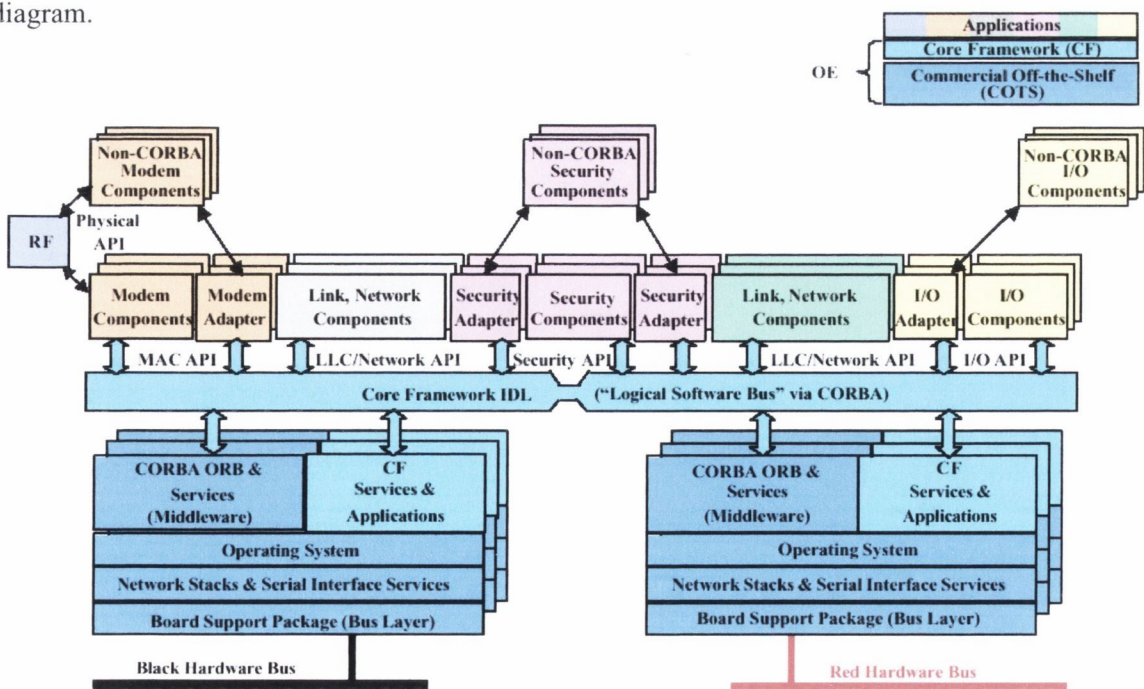 diagram.
Applications
Core Framework (CF)
OE
Commercial Off-the-Shelf
(COTS)
Non-CORBA
Modem
Components
Non-CORBA
Security
Components
Non-CORBA
I/O
Components
RF
Physical
API
Modem
Components
Modem
Adapter
Link, Network
Components
Security
Adapter
Security
Components
Security
Adapter
Link, Network
Components
I/O
Adapter
I/O
Components
MAC API
LLC/Network API
Security API
LLC/Network API
I/O API
Core Framework IDL
("Logical Software Bus" via CORBA)
CORBA ORB &
Services
(Middleware)
CF
Services &
Applications
Operating System
Network Stacks & Serial Interface Services
Board Support Package (Bus Layer)
Black Hardware Bus
CORBA ORB &
Services
(Middleware)
CF
Services &
Applications
Operating System
Network Stacks & Serial Interface Services
Board Support Package (Bus Layer)
Red Hardware Bus